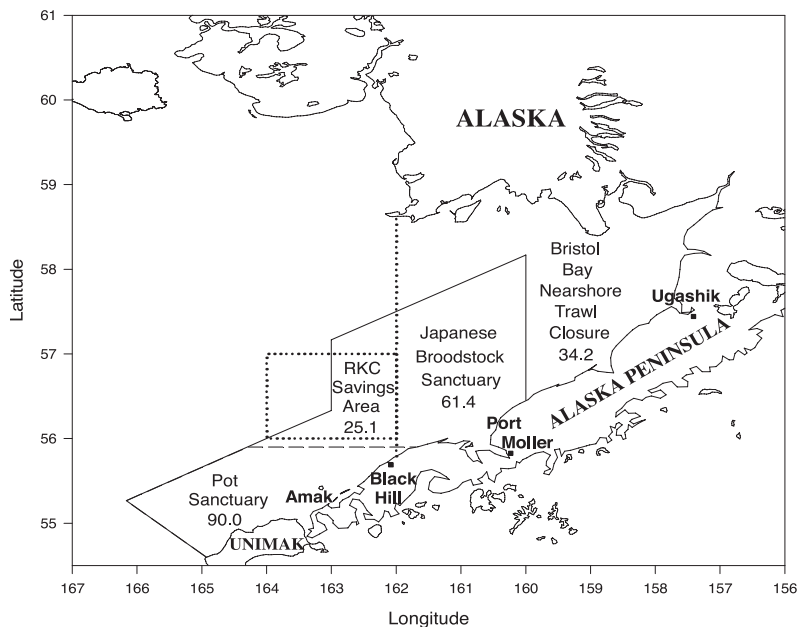 61
60
59
58
57
56
55
Latitude
ALASKA
Bristol
Bay
Nearshore
Trawl
Closure
34.2
Ugashik
ALASKA PENINSULA
Japanese
Broodstock
Sanctuary
61.4
RKC
Savings
Area
25.1
Port
Moller
Pot
Sanctuary
90.0
Amak
Black
Hill
UNIMAK
167 166 165 164 163 162 161 160 159 158 157 156
Longitude